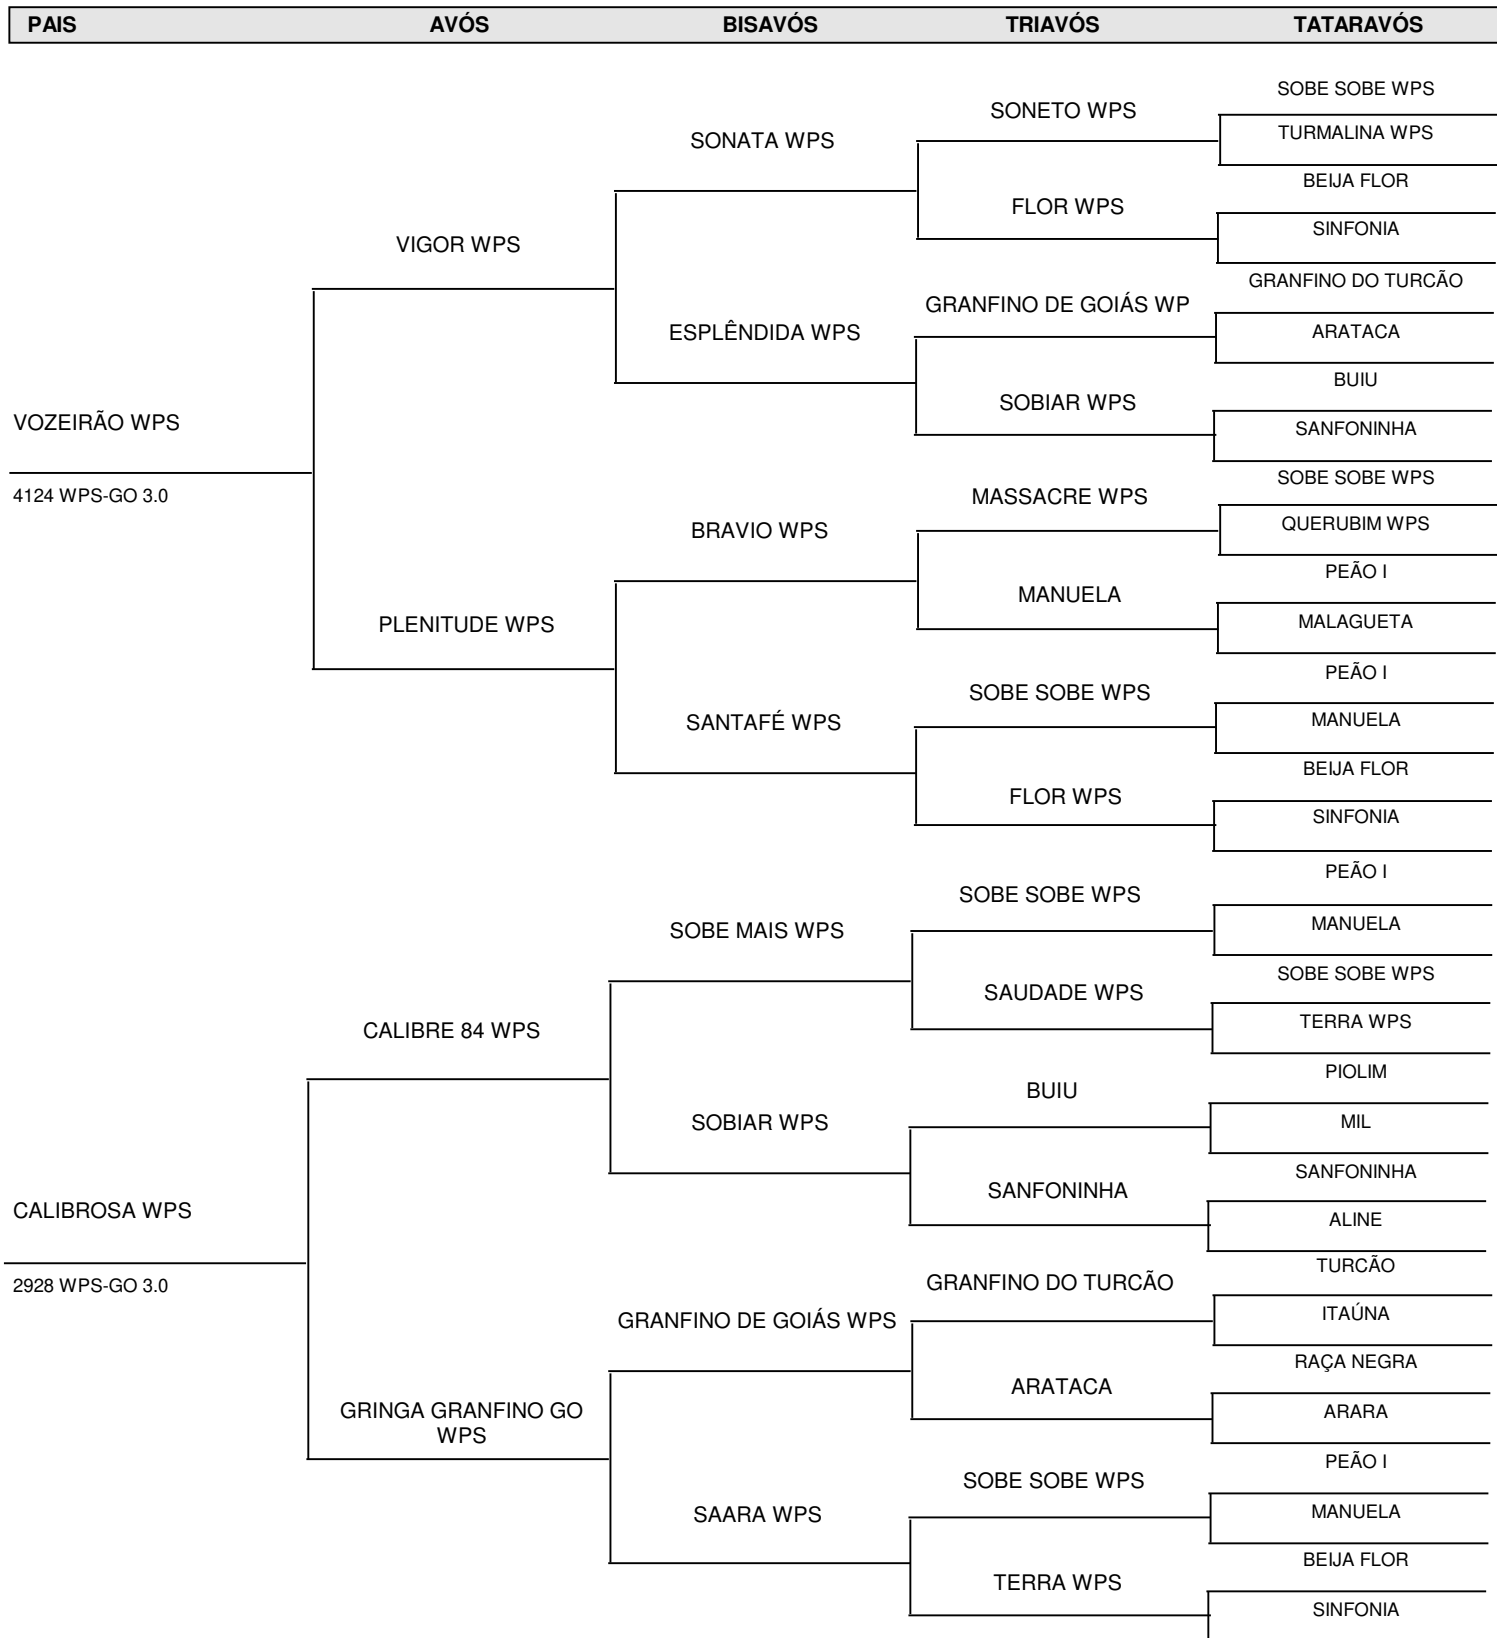 PAIS AVÓS BISAVÓS TRIAVÓS TATARAVÓS
SOBE SOBE WPS
SONETO WPS
TURMALINA WPS
SONATA WPS
BEIJA FLOR
FLOR WPS
SINFONIA
VIGOR WPS
GRANFINO DO TURCÃO
GRANFINO DE GOIÁS WP
ARATACA
ESPLÊNDIDA WPS
BUIU
SOBIAR WPS
SANFONINHA
VOZEIRÃO WPS
4124 WPS-GO 3.0
SOBE SOBE WPS
MASSACRE WPS
QUERUBIM WPS
BRAVIO WPS
PEÃO I
MANUELA
MALAGUETA
PLENITUDE WPS
PEÃO I
SOBE SOBE WPS
MANUELA
SANTAFÉ WPS
BEIJA FLOR
FLOR WPS
SINFONIA
PEÃO I
SOBE SOBE WPS
MANUELA
SOBE MAIS WPS
SOBE SOBE WPS
SAUDADE WPS
TERRA WPS
CALIBRE 84 WPS
PIOLIM
BUIU
MIL
SOBIAR WPS
SANFONINHA
SANFONINHA
ALINE
CALIBROSA WPS
2928 WPS-GO 3.0
TURCÃO
GRANFINO DO TURCÃO
ITAÚNA
GRANFINO DE GOIÁS WPS
RAÇA NEGRA
ARATACA
ARARA
GRINGA GRANFINO GO
WPS
PEÃO I
SOBE SOBE WPS
MANUELA
SAARA WPS
BEIJA FLOR
TERRA WPS
SINFONIA